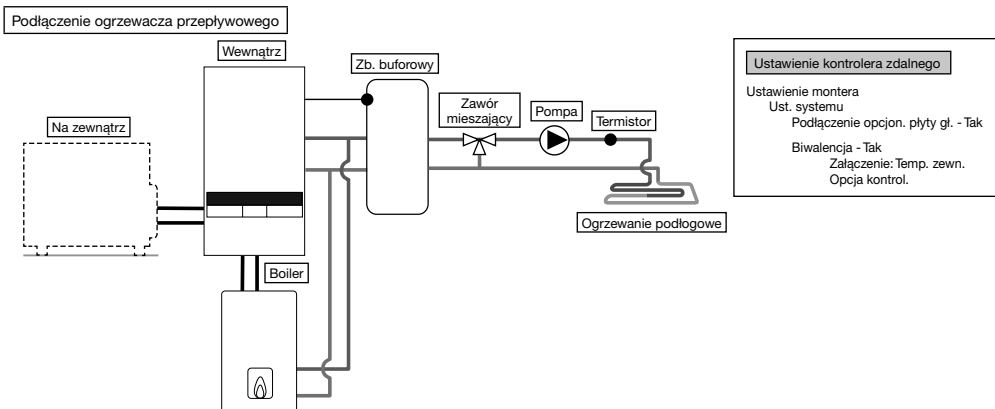 Podłączenie ogrzewacza przepływowego
Wewnątrz
Zb. buforowy
Zawór
mieszający
Pompa
Termistor
Na zewnątrz
Ogrzewanie podłogowe
Boiler
Ustawienie kontrolera zdalnego
Ustawienie montera
Ust. systemu
Podłączenie opcjon. płyty gł. - Tak
Biwalencja - Tak
Załączenie: Temp. zewn.
Opcja kontrol.